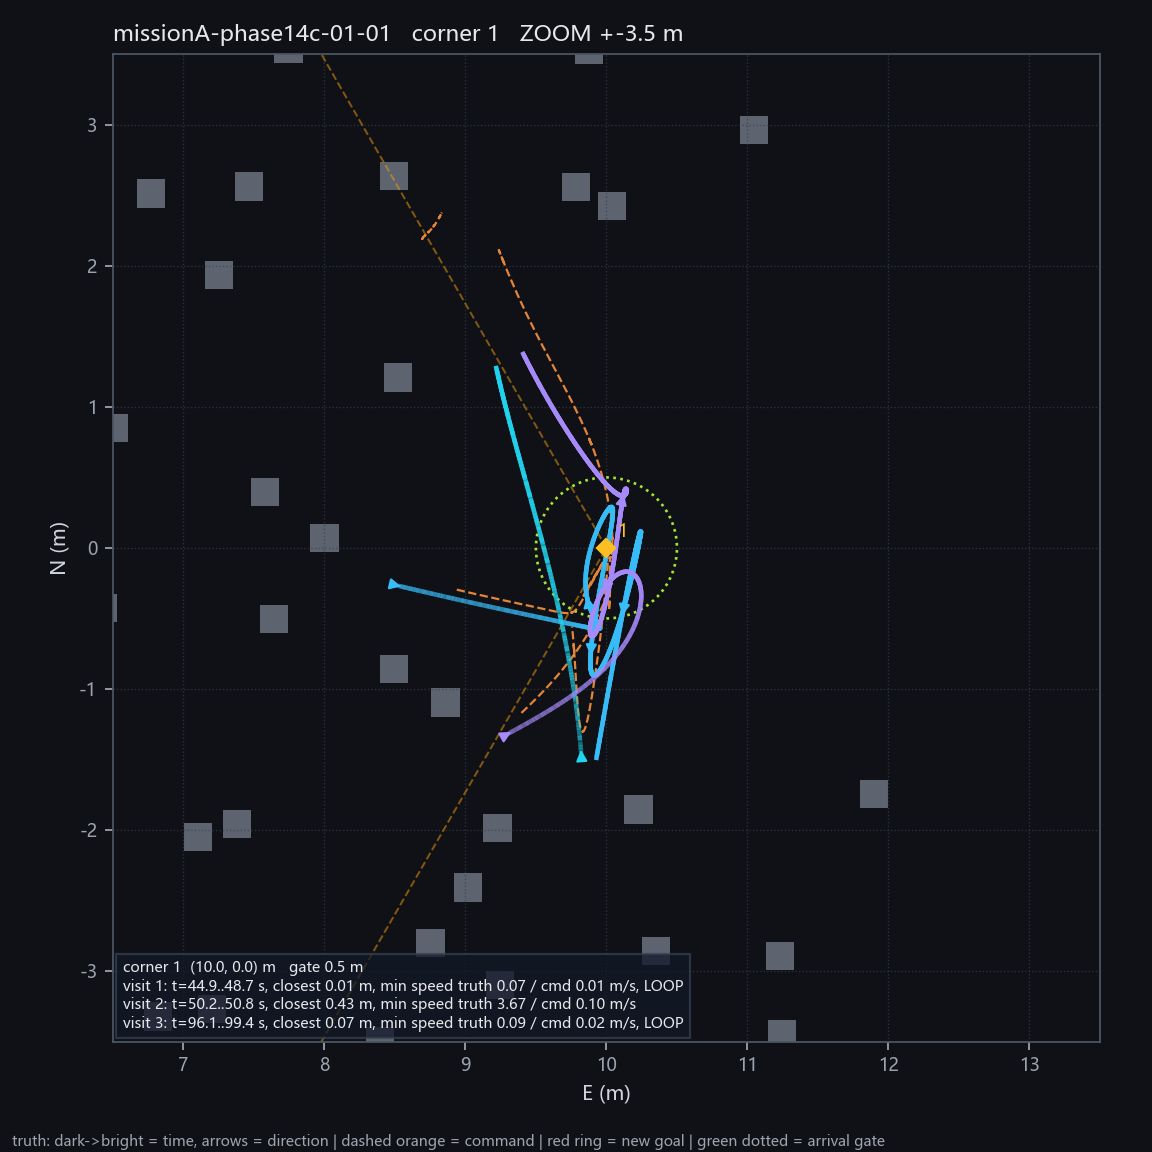 missionA-phase14c-01-01 corner 1 ZOOM +-3.5 m
N (m)
3
2
1
0
-1
-2
-3
1
corner 1 (10.0, 0.0) m gate 0.5 m
visit 1: t=44.9..48.7 s, closest 0.01 m, min speed truth 0.07 / cmd 0.01 m/s, LOOP
visit 2: t=50.2..50.8 s, closest 0.43 m, min speed truth 3.67 / cmd 0.10 m/s
visit 3: t=96.1..99.4 s, closest 0.07 m, min speed truth 0.09 / cmd 0.02 m/s, LOOP
7 8 9 10 11 12 13
E (m)
truth: dark->bright = time, arrows = direction | dashed orange = command | red ring = new goal | green dotted = arrival gate